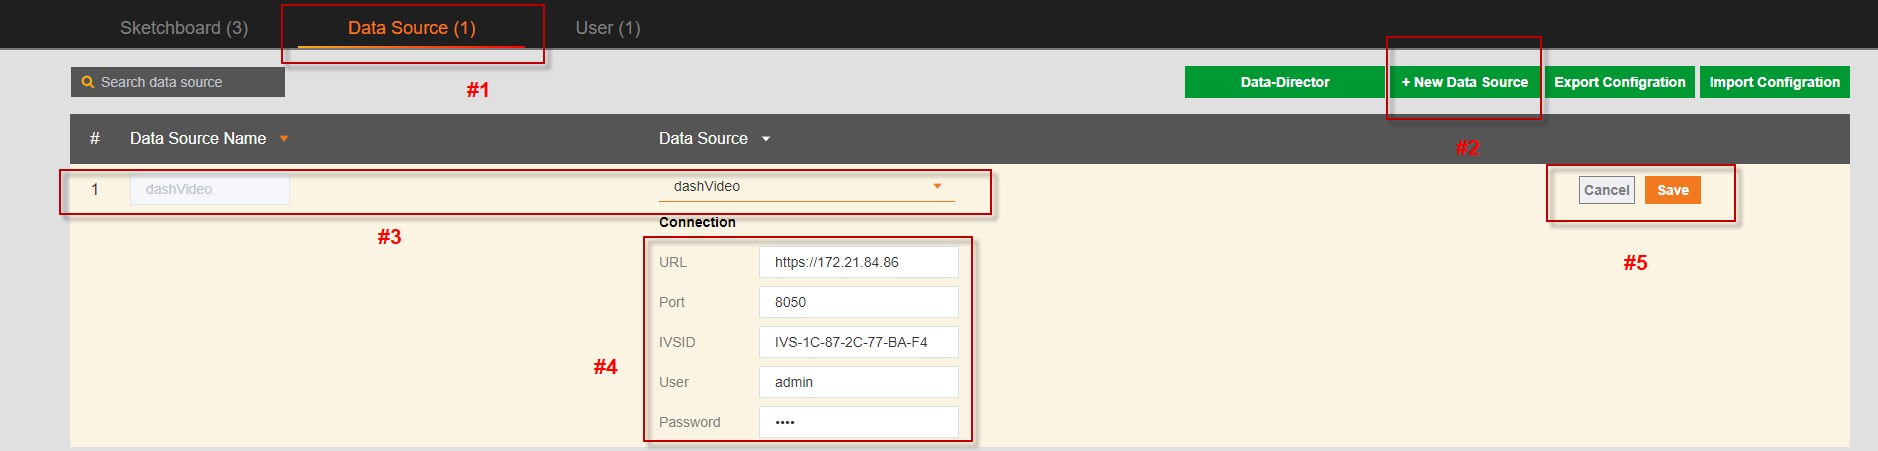 Sketchboard (3)
Data Source (1)
User (1)
#1
Search data source
Data-Director
+ New Data Source
Export Configration
Import Configration
#2
#
Data Source Name
Data Source
1
dashVideo
dashVideo
Cancel
Save
#3
#5
Connection
#4
URL
https://172.21.84.86
Port
8050
IVSID
IVS-1C-87-2C-77-BA-F4
User
admin
Password
••••